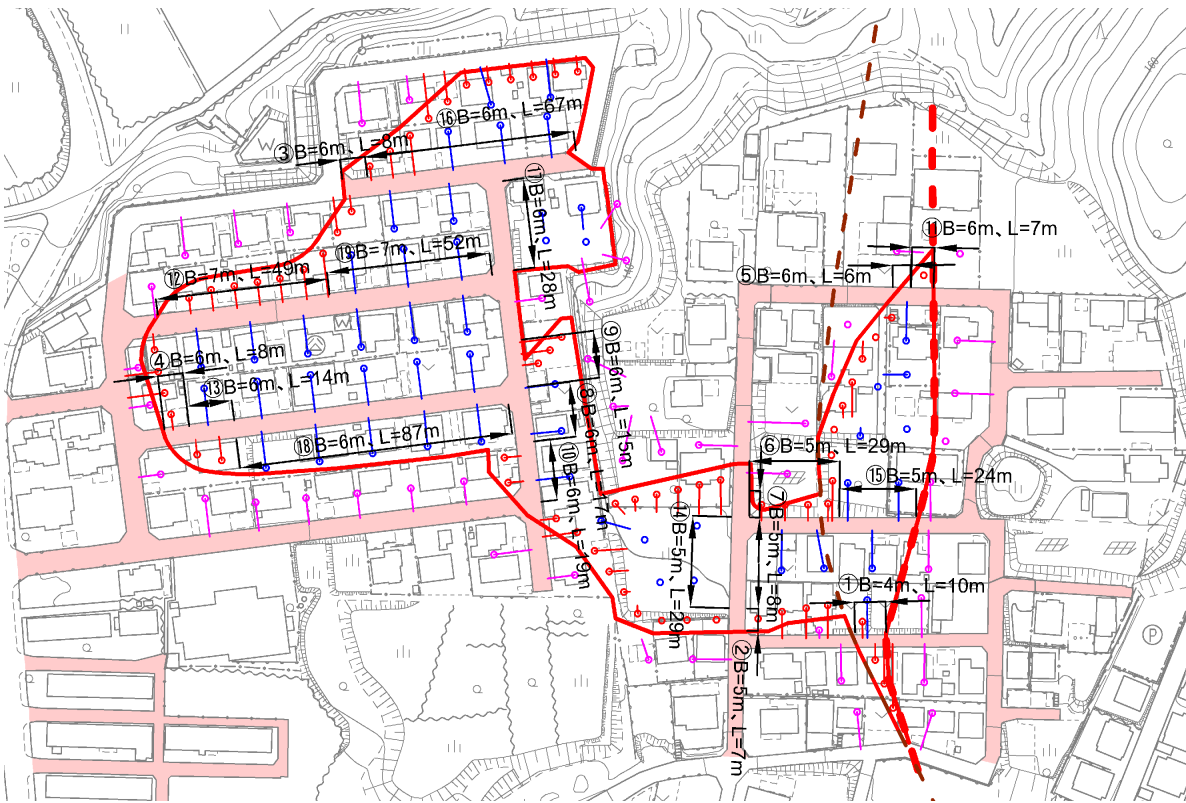 ⑯B=6m、L=67m
③B=6m、L=8m
⑰B=6m、L=28m
⑪B=6m、L=7m
⑲B=7m、L=52m
⑫B=7m、L=49m
⑤B=6m、L=6m
⑨B=6m、L=15m
④B=6m、L=8m
⑬B=6m、L=14m
⑧B=6m、L=17m
⑱B=6m、L=87m
⑥B=5m、L=29m
⑩B=6m、L=19m
⑮B=5m、L=24m
⑦B=5m、L=8m
⑭B=5m、L=29m
①B=4m、L=10m
②B=5m、L=7m
P